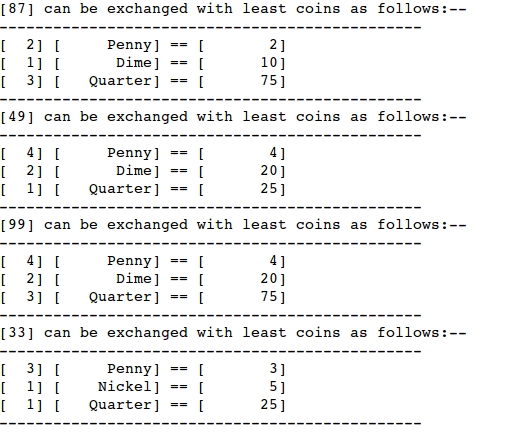 [87] can be exchanged with least coins as follows:--
-----------------------------------------------
[  2] [     Penny] == [       2]
[  1] [      Dime] == [      10]
[  3] [   Quarter] == [      75]
-----------------------------------------------
[49] can be exchanged with least coins as follows:--
-----------------------------------------------
[  4] [     Penny] == [       4]
[  2] [      Dime] == [      20]
[  1] [   Quarter] == [      25]
-----------------------------------------------
[99] can be exchanged with least coins as follows:--
-----------------------------------------------
[  4] [     Penny] == [       4]
[  2] [      Dime] == [      20]
[  3] [   Quarter] == [      75]
-----------------------------------------------
[33] can be exchanged with least coins as follows:--
-----------------------------------------------
[  3] [     Penny] == [       3]
[  1] [    Nickel] == [       5]
[  1] [   Quarter] == [      25]
-----------------------------------------------